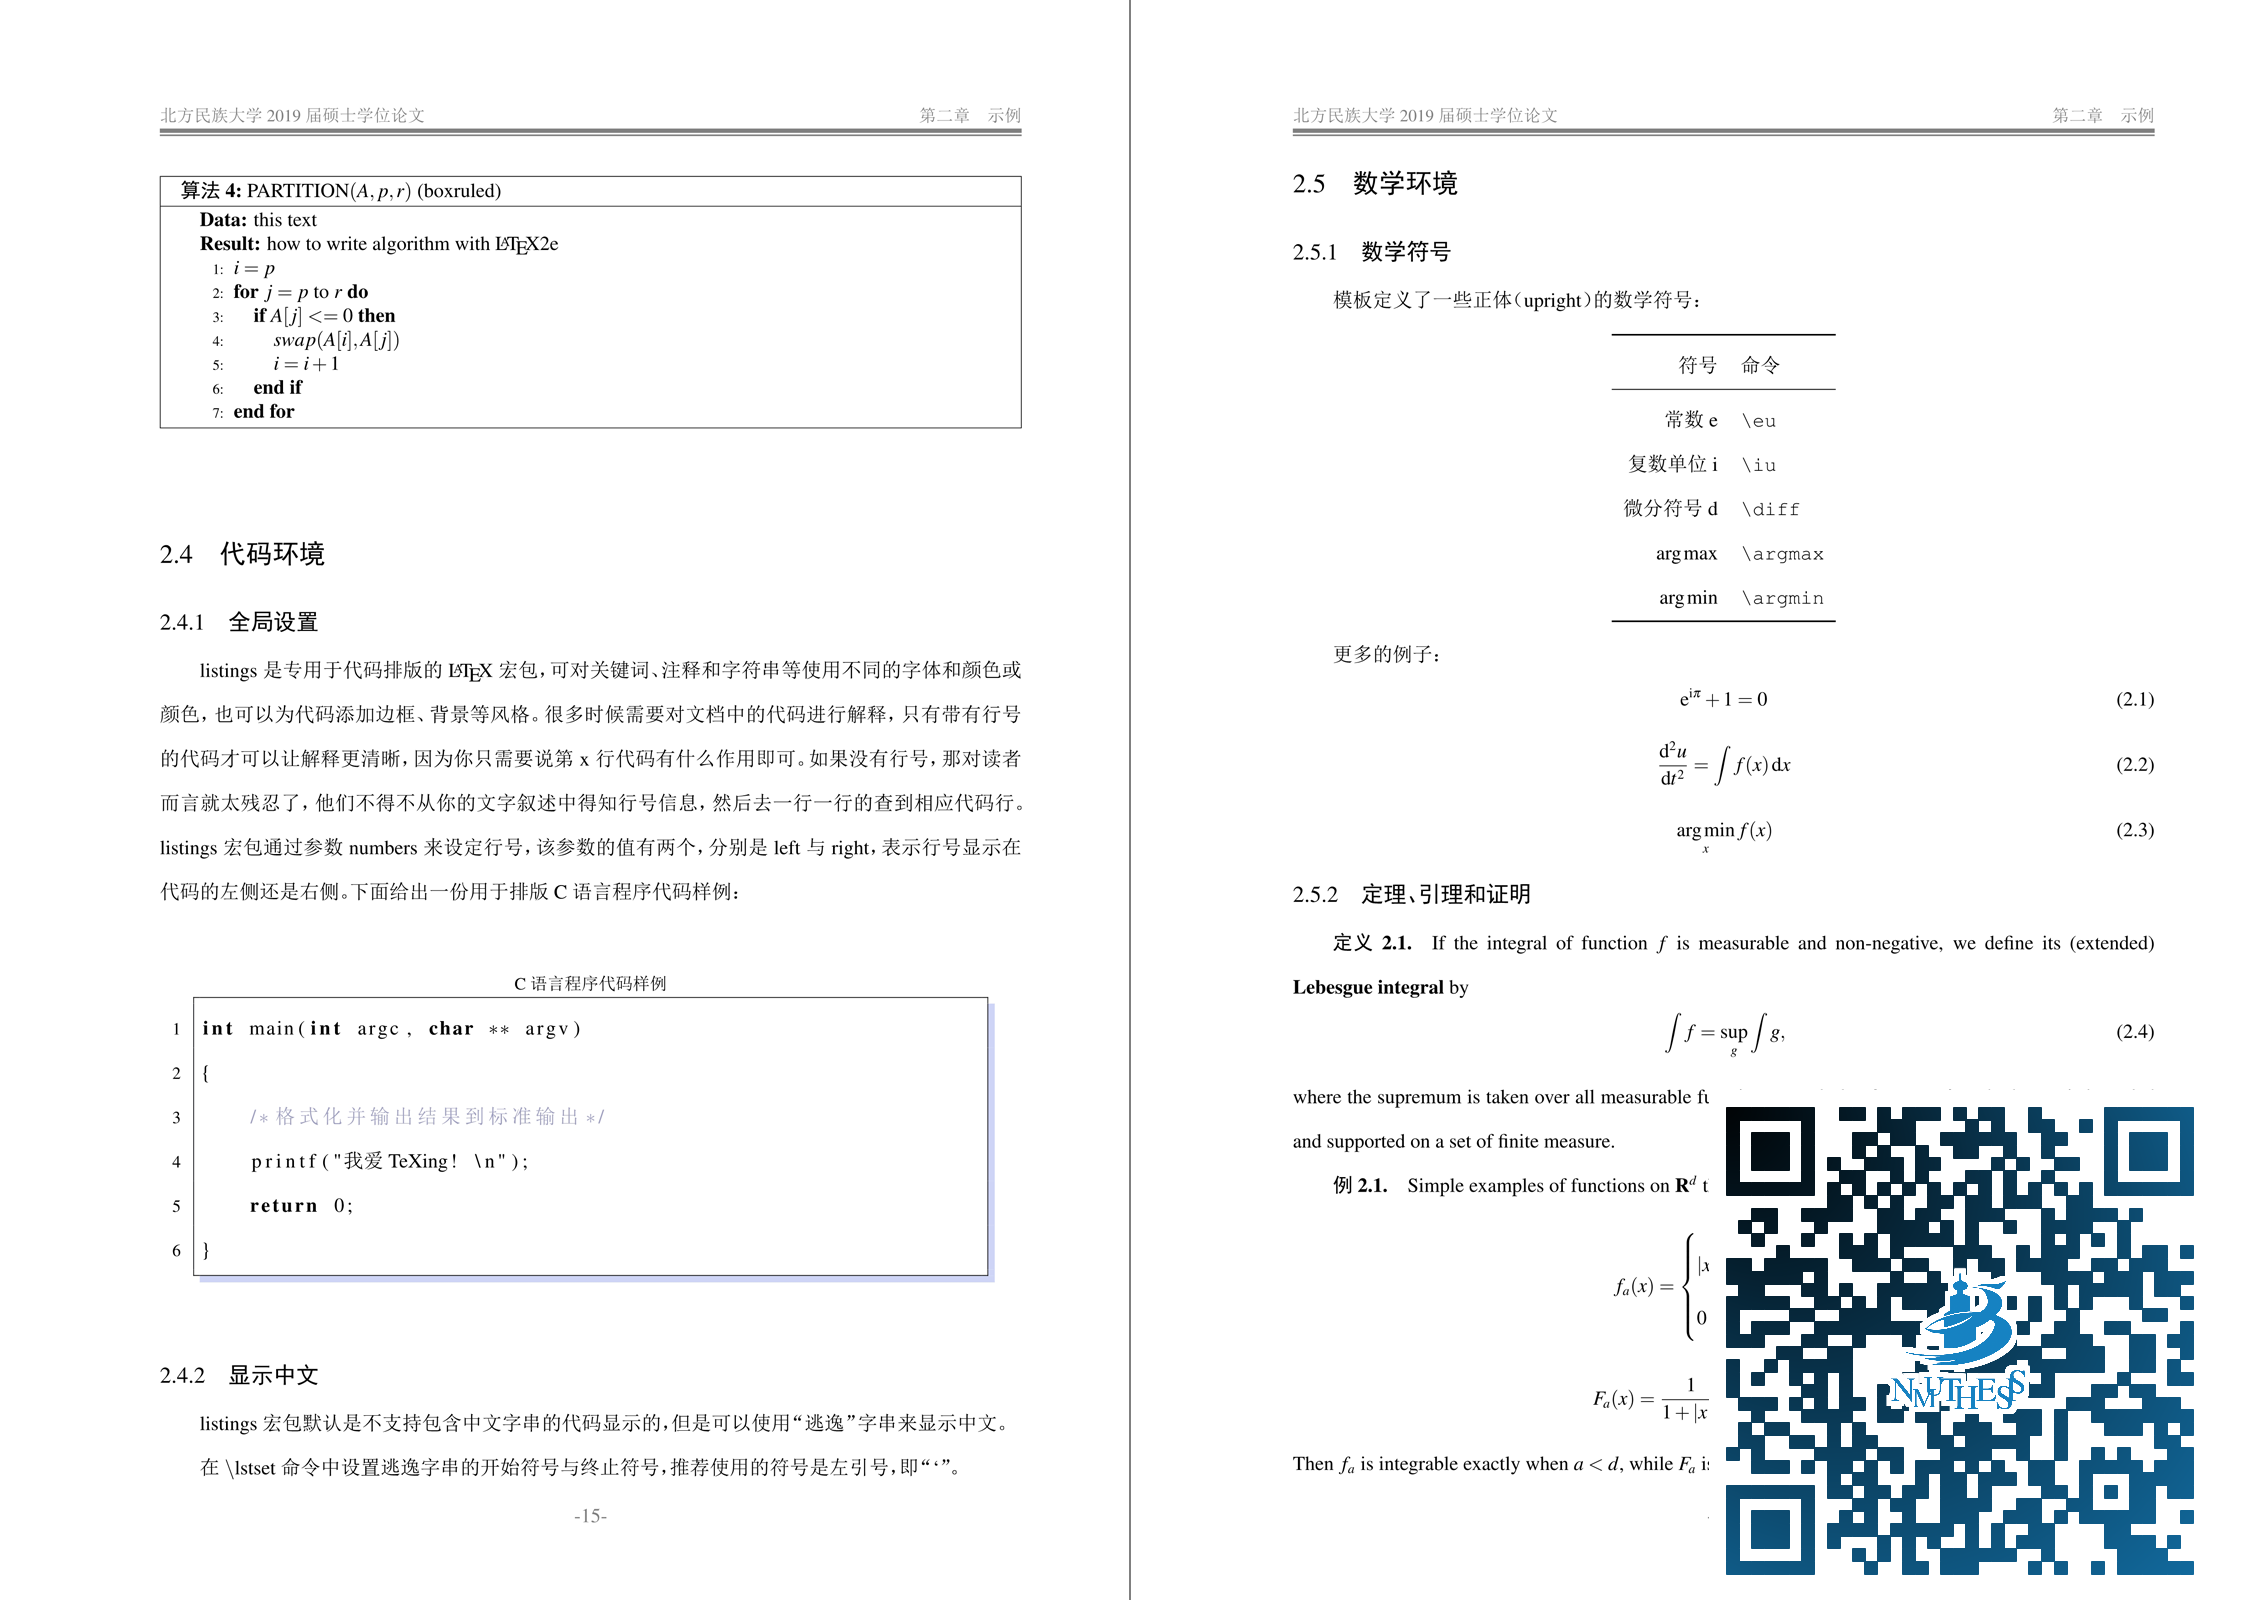 北方民族大学 2019 届硕士学位论文 第二章 示例
算法 4: PARTITION(A, p, r) (boxruled)
Data: this text
Result: how to write algorithm with LATEX2e
1: i = p
2: for j = p to r do
3: if A[j] <= 0 then
4: swap(A[i], A[j])
5: i = i + 1
6: end if
7: end for
2.4 代码环境
2.4.1 全局设置
listings 是专用于代码排版的 LATEX 宏包，可对关键词、注释和字符串等使用不同的字体和颜色或
颜色，也可以为代码添加边框、背景等风格。很多时候需要对文档中的代码进行解释，只有带有行号
的代码才可以让解释更清晰，因为你只需要说第 x 行代码有什么作用即可。如果没有行号，那对读者
而言就太残忍了，他们不得不从你的文字叙述中得知行号信息，然后去一行一行的查到相应代码行。
listings 宏包通过参数 numbers 来设定行号，该参数的值有两个，分别是 left 与 right，表示行号显示在
代码的左侧还是右侧。下面给出一份用于排版 C 语言程序代码样例：
C 语言程序代码样例
1 int main(int argc, char ** argv)
2 {
3 /* 格式化并输出结果到标准输出 */
4 printf("我爱 TeXing！\n");
5 return 0;
6 }
2.4.2 显示中文
listings 宏包默认是不支持包含中文字串的代码显示的，但是可以使用“逃逸”字串来显示中文。
在 \lstset 命令中设置逃逸字串的开始符号与终止符号，推荐使用的符号是左引号，即“‘”。
-15-
北方民族大学 2019 届硕士学位论文 第二章 示例
2.5 数学环境
2.5.1 数学符号
模板定义了一些正体（upright）的数学符号：
符号 命令
常数 e \eu
复数单位 i \iu
微分符号 d \diff
arg max \argmax
arg min \argmin
更多的例子：
e^{iπ} + 1 = 0 (2.1)
d²u/dt² = ∫ f(x) dx (2.2)
arg min_x f(x) (2.3)
2.5.2 定理、引理和证明
定义 2.1. If the integral of function f is measurable and non-negative, we define its (extended)
Lebesgue integral by
∫ f = sup_g ∫ g, (2.4)
where the supremum is taken over all measurable
and supported on a set of finite measure.
例 2.1. Simple examples of functions on R^d
f_a(x) = { |x
0
F_a(x) = 1 / 1 + |x
Then f_a is integrable exactly when a < d, while F_a
NMUTHESIS